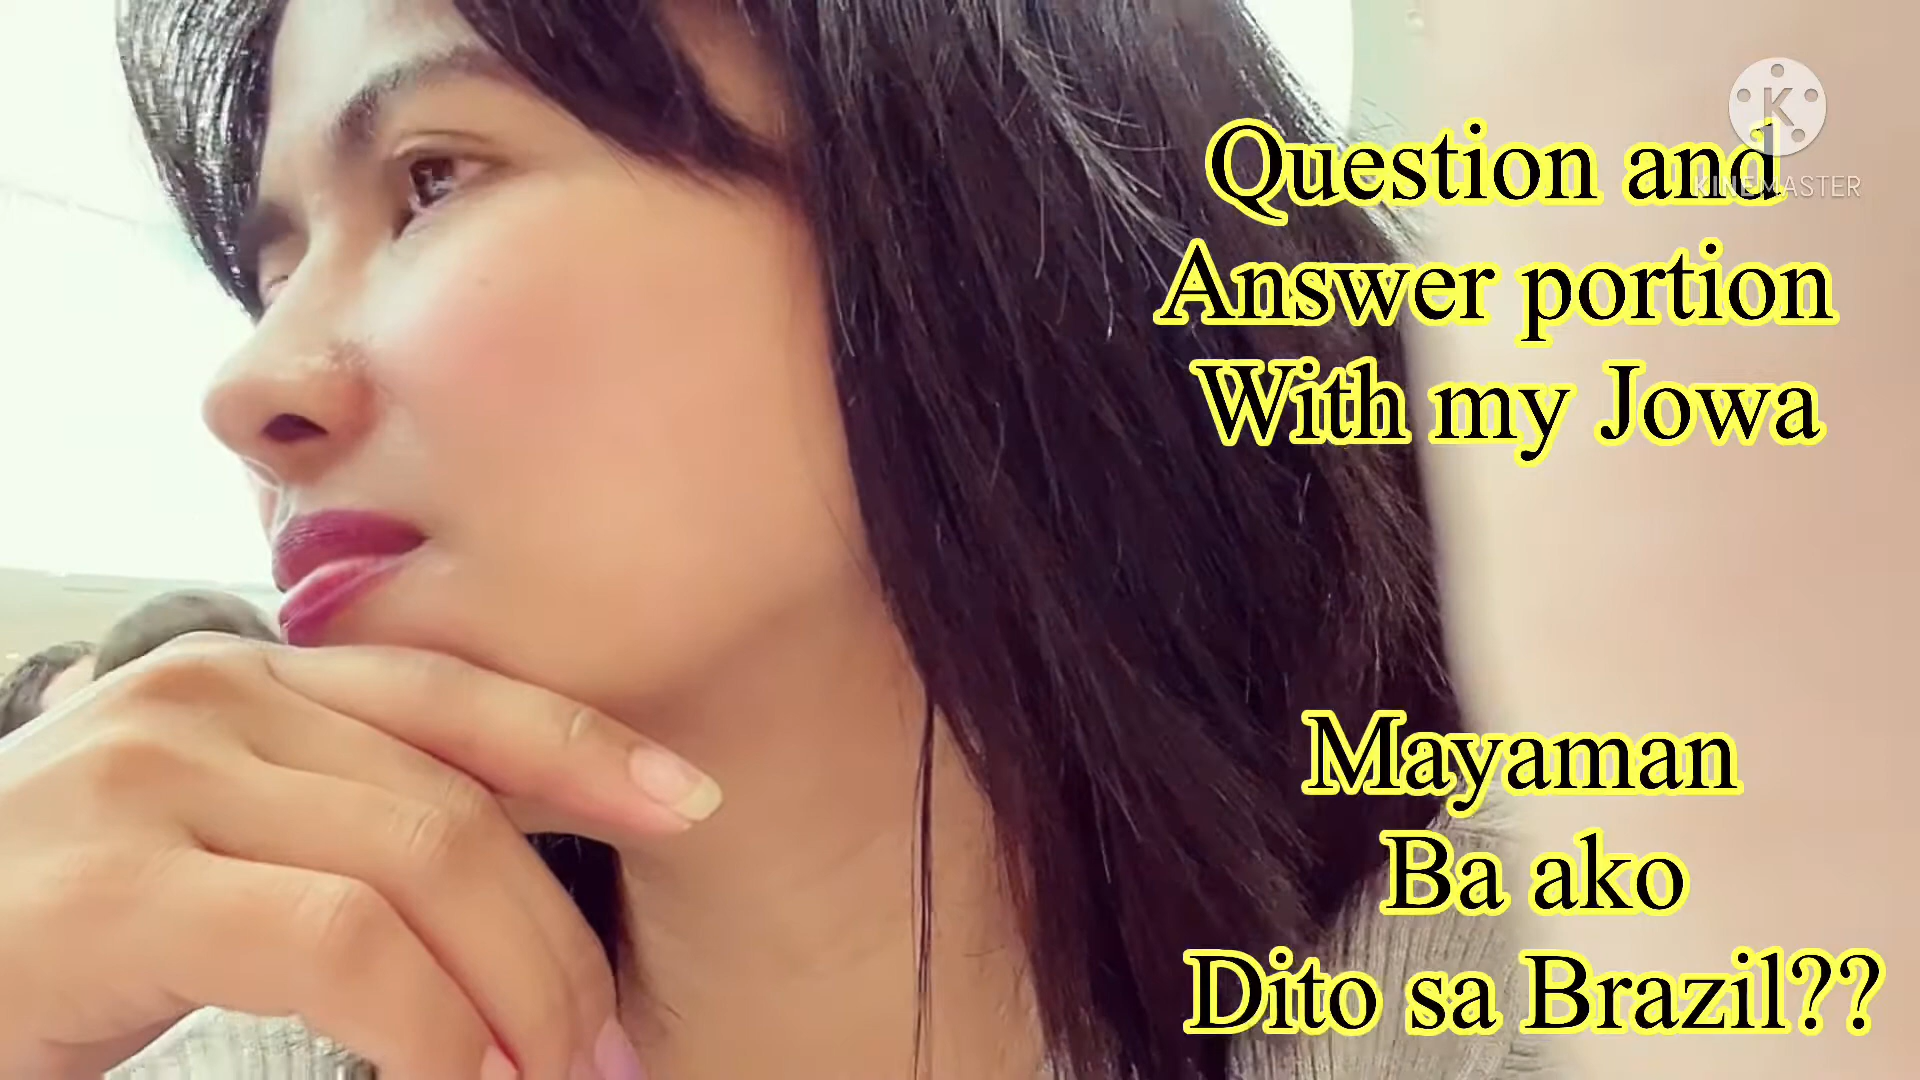 Question and
KINEMASTER
Answer portion
With my Jowa
Mayaman
Ba ako
Dito sa Brazil??